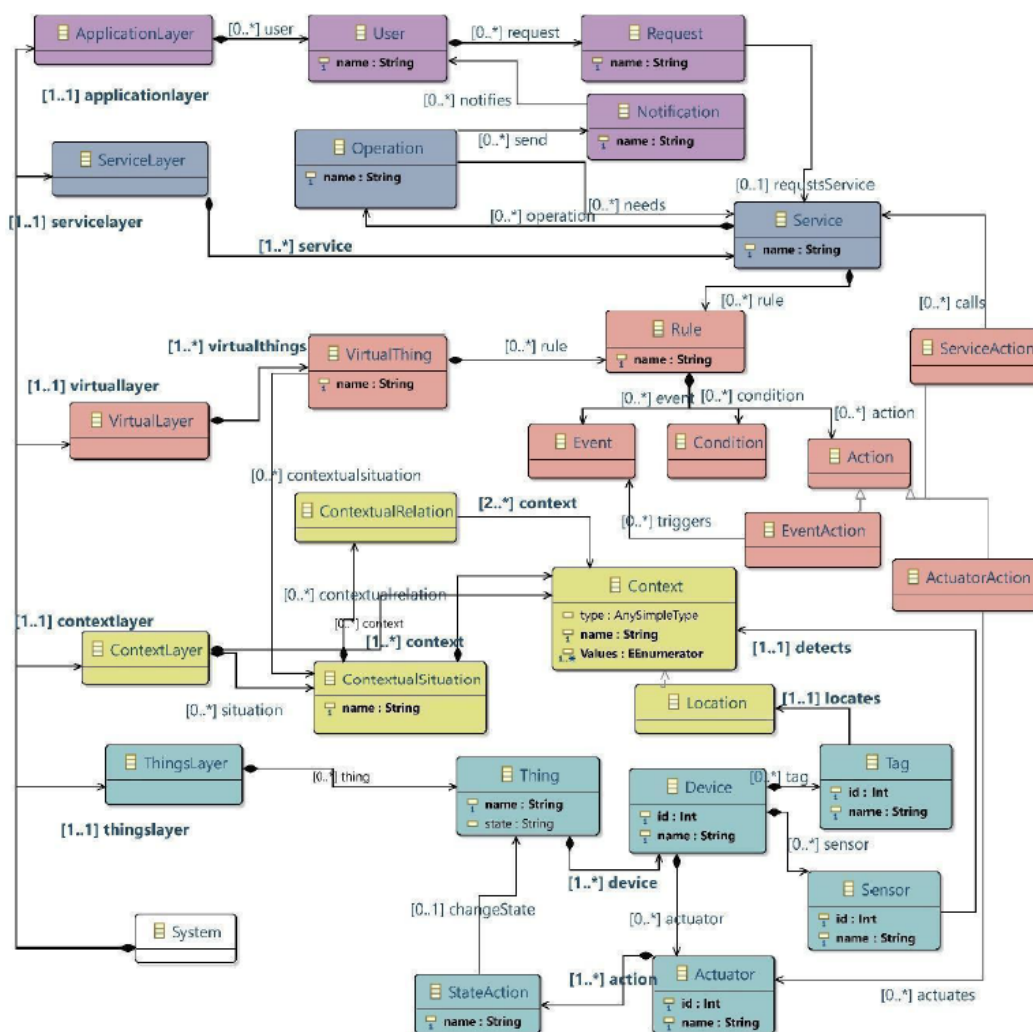 ApplicationLayer
[0..*] user
User
name : String
[0..*] request
Request
name : String
[1..1] applicationlayer
[0..*] notifies
Notification
Operation
name : String
[0..*] send
ServiceLayer
[0..1] requstsService
[0..*] needs
[0..*] operation
Service
name : String
[1..1] servicelayer
[1..*] service
[0..*] rule
[0..*] calls
Rule
name : String
ServiceAction
[1..*] virtualthings
VirtualThing
name : String
[0..*] rule
[1..1] virtuallayer
VirtualLayer
[0..*] event
[0..*] condition
[0..*] action
Event
Condition
Action
[0..*] contextualsituation
ContextualRelation
[2..*] context
[0..*] triggers
EventAction
ActuatorAction
Context
type : AnySimpleType
name : String
Values : EEnumerator
[0..*] contextualrelation
[1..1] contextlayer
[0..*] context
[1..*] context
[1..1] detects
ContextLayer
ContextualSituation
name : String
[0..*] situation
Location
[1..1] locates
ThingsLayer
[0..*] thing
Thing
name : String
state : String
Device
id : Int
name : String
[0..*] tag
Tag
id : Int
name : String
[1..1] thingslayer
[0..*] sensor
[1..*] device
Sensor
id : Int
name : String
[0..1] changeState
[0..*] actuator
System
[1..*] action
StateAction
name : String
Actuator
id : Int
name : String
[0..*] actuates